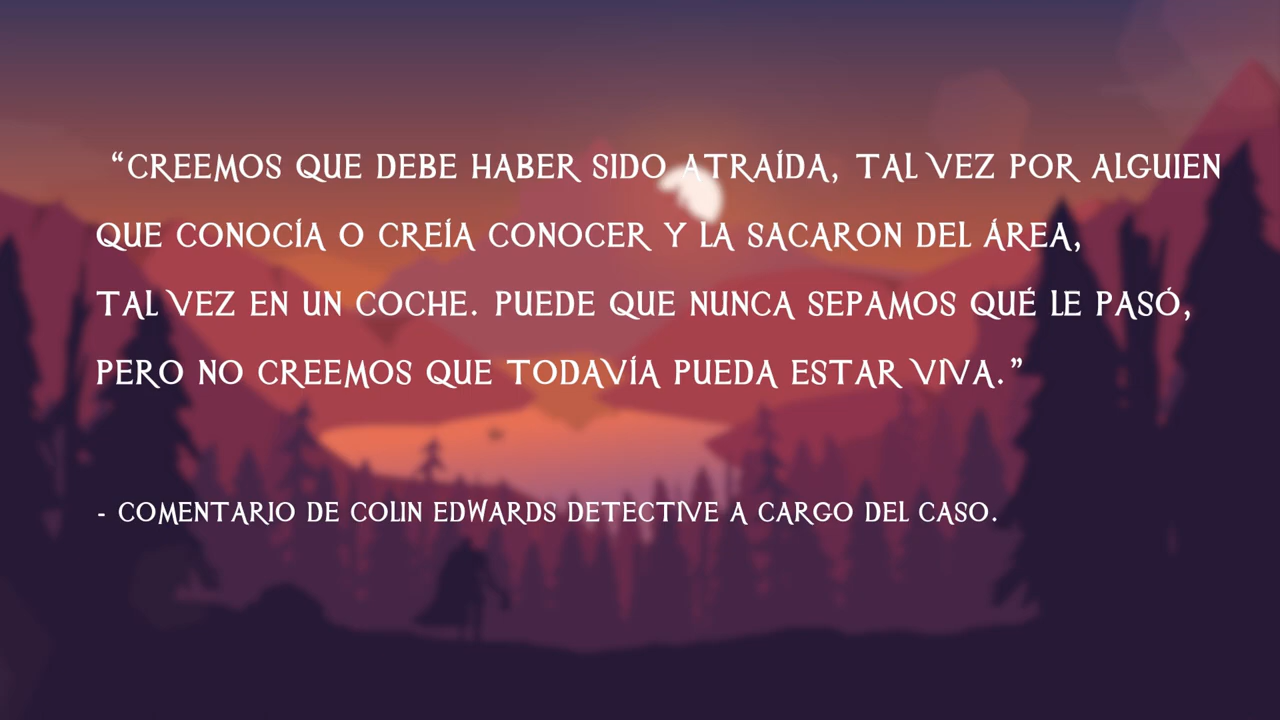 “CREEMOS QUE DEBE HABER SIDO ATRAÍDA, TAL VEZ POR ALGUIEN
QUE CONOCÍA O CREÍA CONOCER Y LA SACARON DEL ÁREA,
TAL VEZ EN UN COCHE. PUEDE QUE NUNCA SEPAMOS QUÉ LE PASÓ,
PERO NO CREEMOS QUE TODAVÍA PUEDA ESTAR VIVA.”
- COMENTARIO DE COLIN EDWARDS DETECTIVE A CARGO DEL CASO.